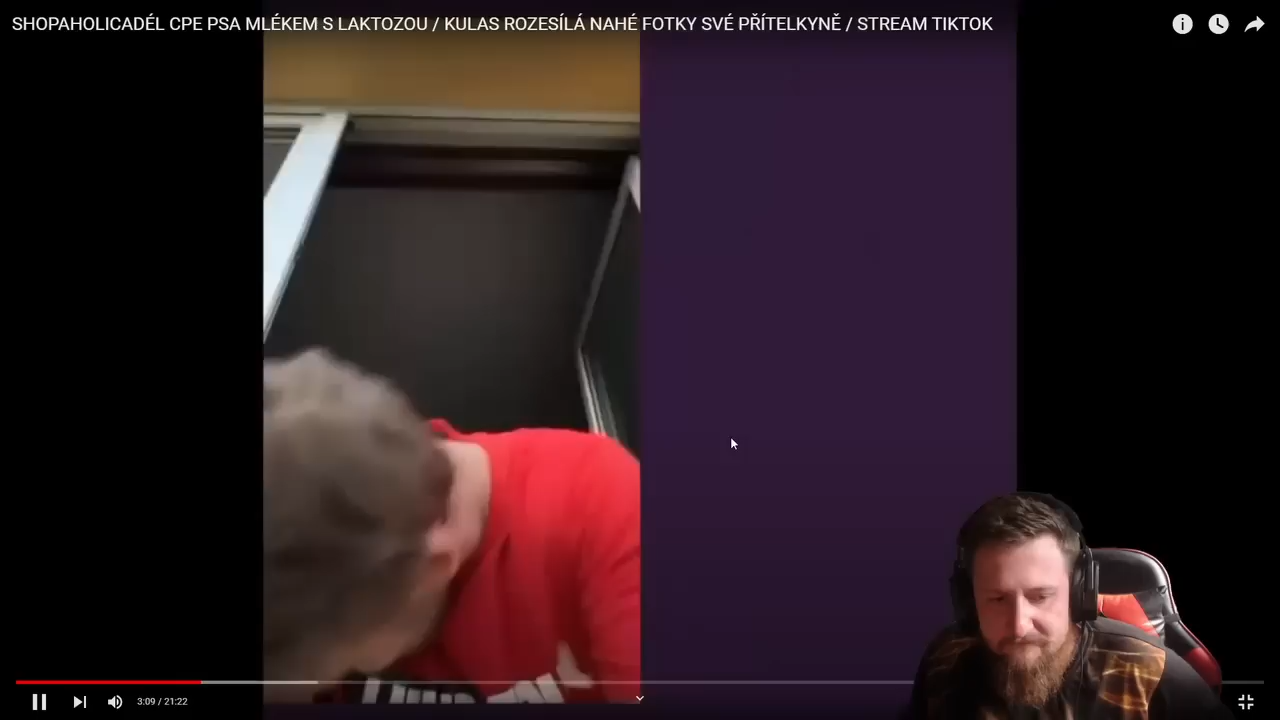 SHOPAHOLICADÉL CPE PSA MLÉKEM S LAKTOZOU / KULAS ROZESÍLÁ NAHÉ FOTKY SVÉ PŘÍTELKYNĚ / STREAM TIKTOK
3:09 / 21:22